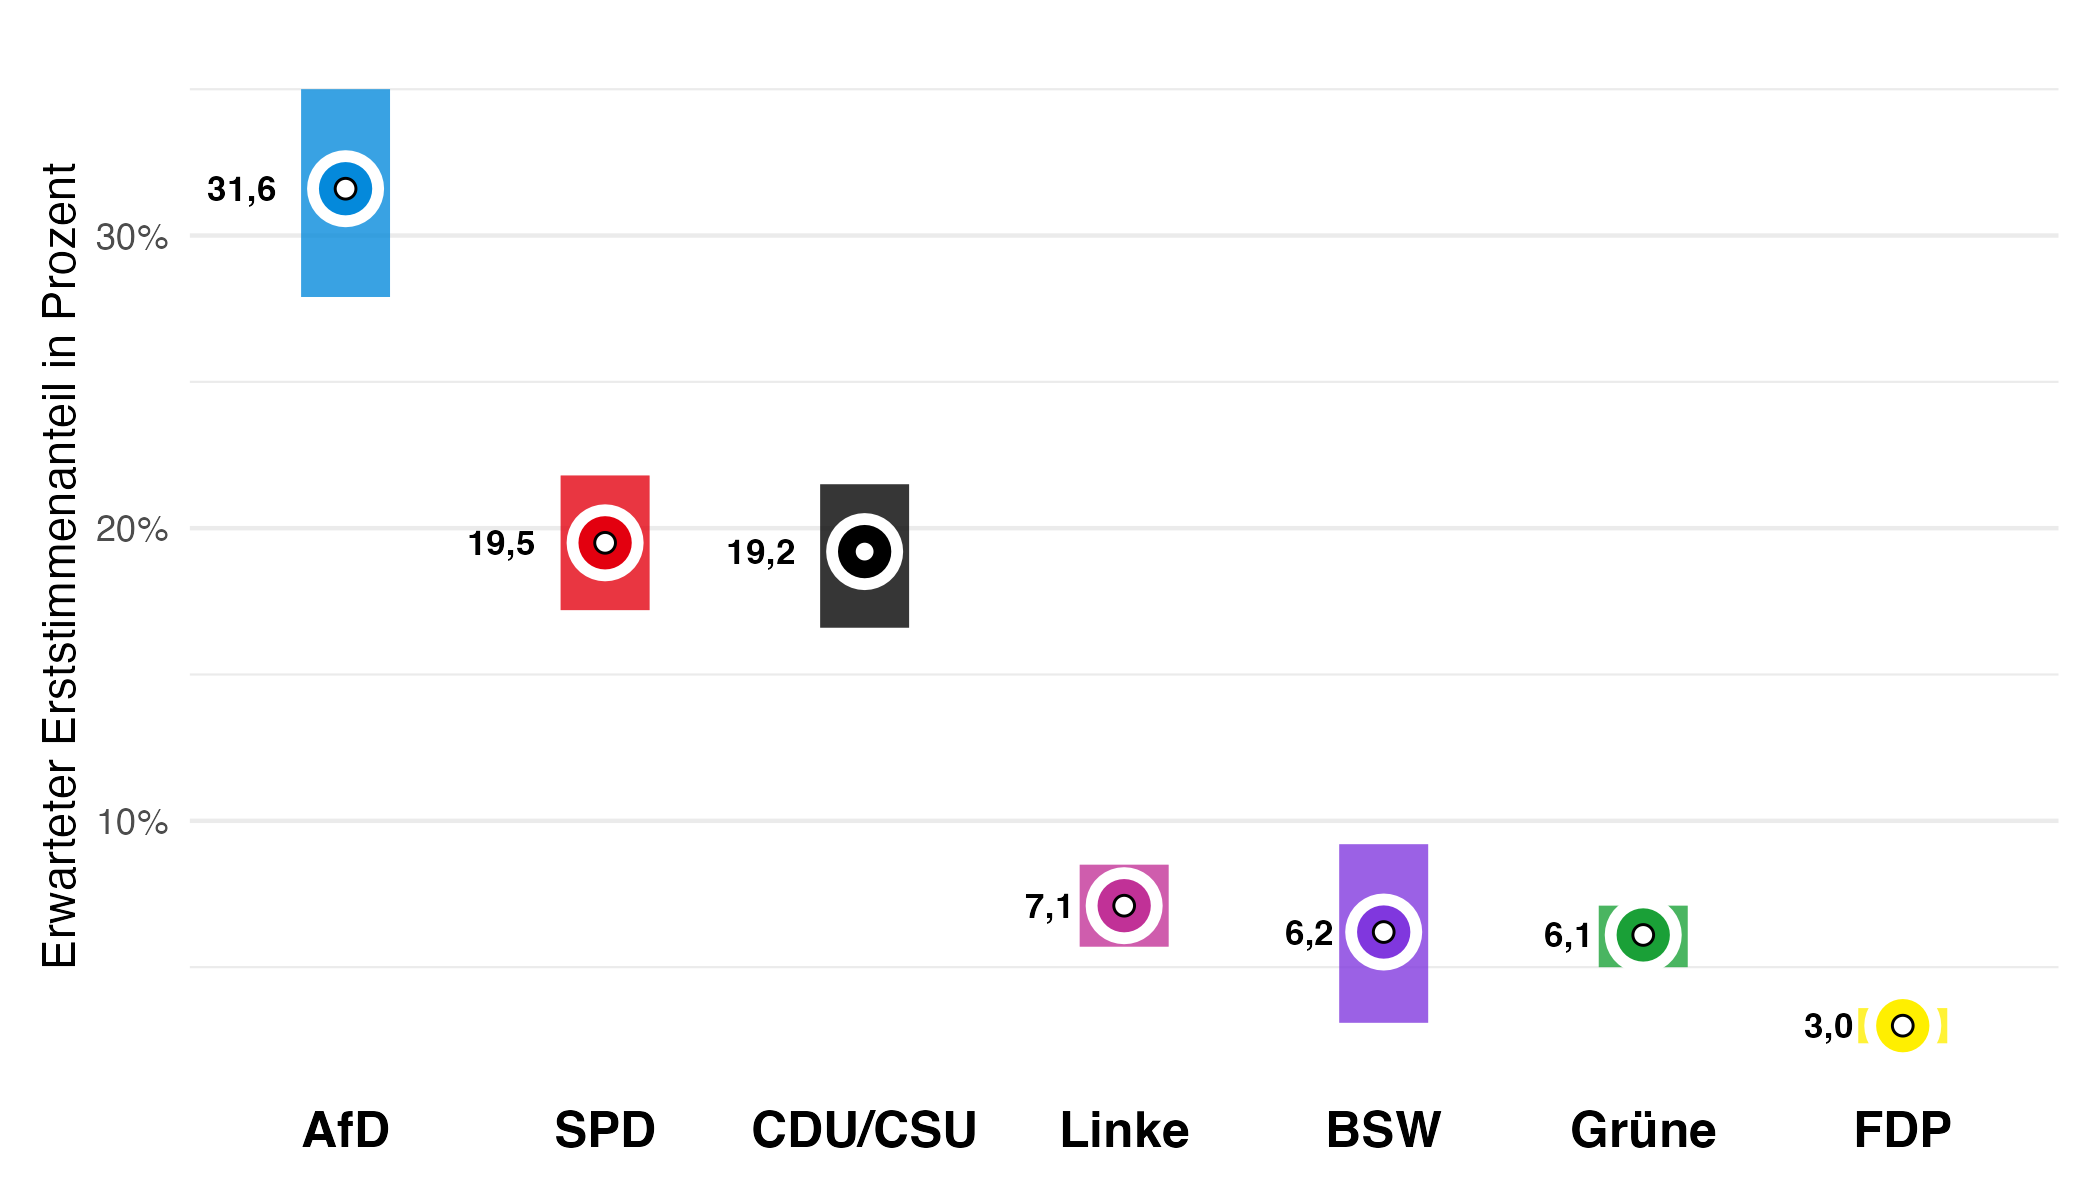 Erwarteter Erststimmenanteil in Prozent
30%
20%
10%
31,6
19,5
19,2
7,1
6,2
6,1
3,0
AfD
SPD
CDU/CSU
Linke
BSW
Grüne
FDP